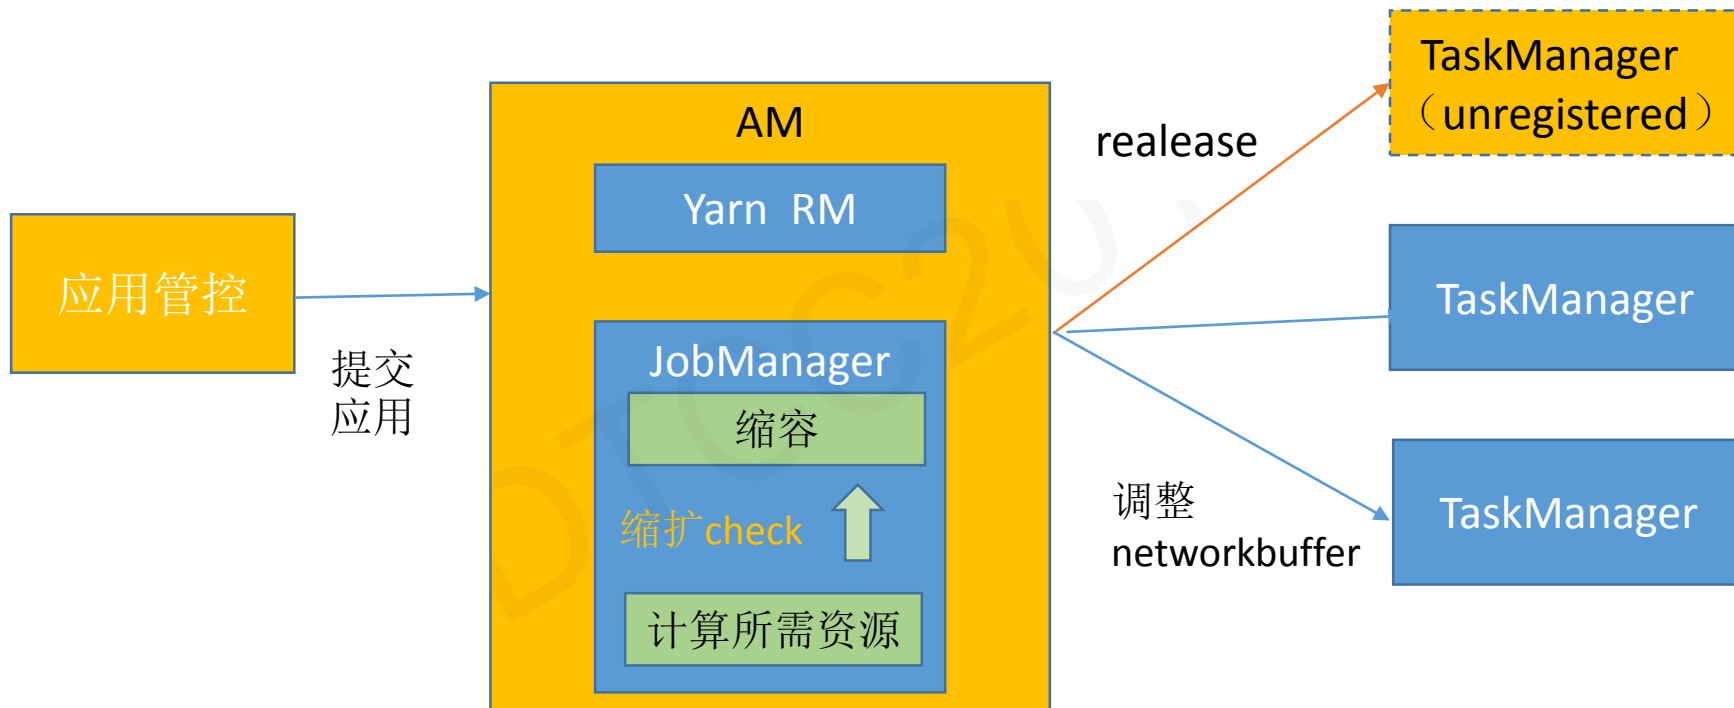 应用管控
提交
应用
AM
Yarn RM
JobManager
缩容
缩扩check
计算所需资源
realease
调整
networkbuffer
TaskManager
（unregistered）
TaskManager
TaskManager
DTCC20